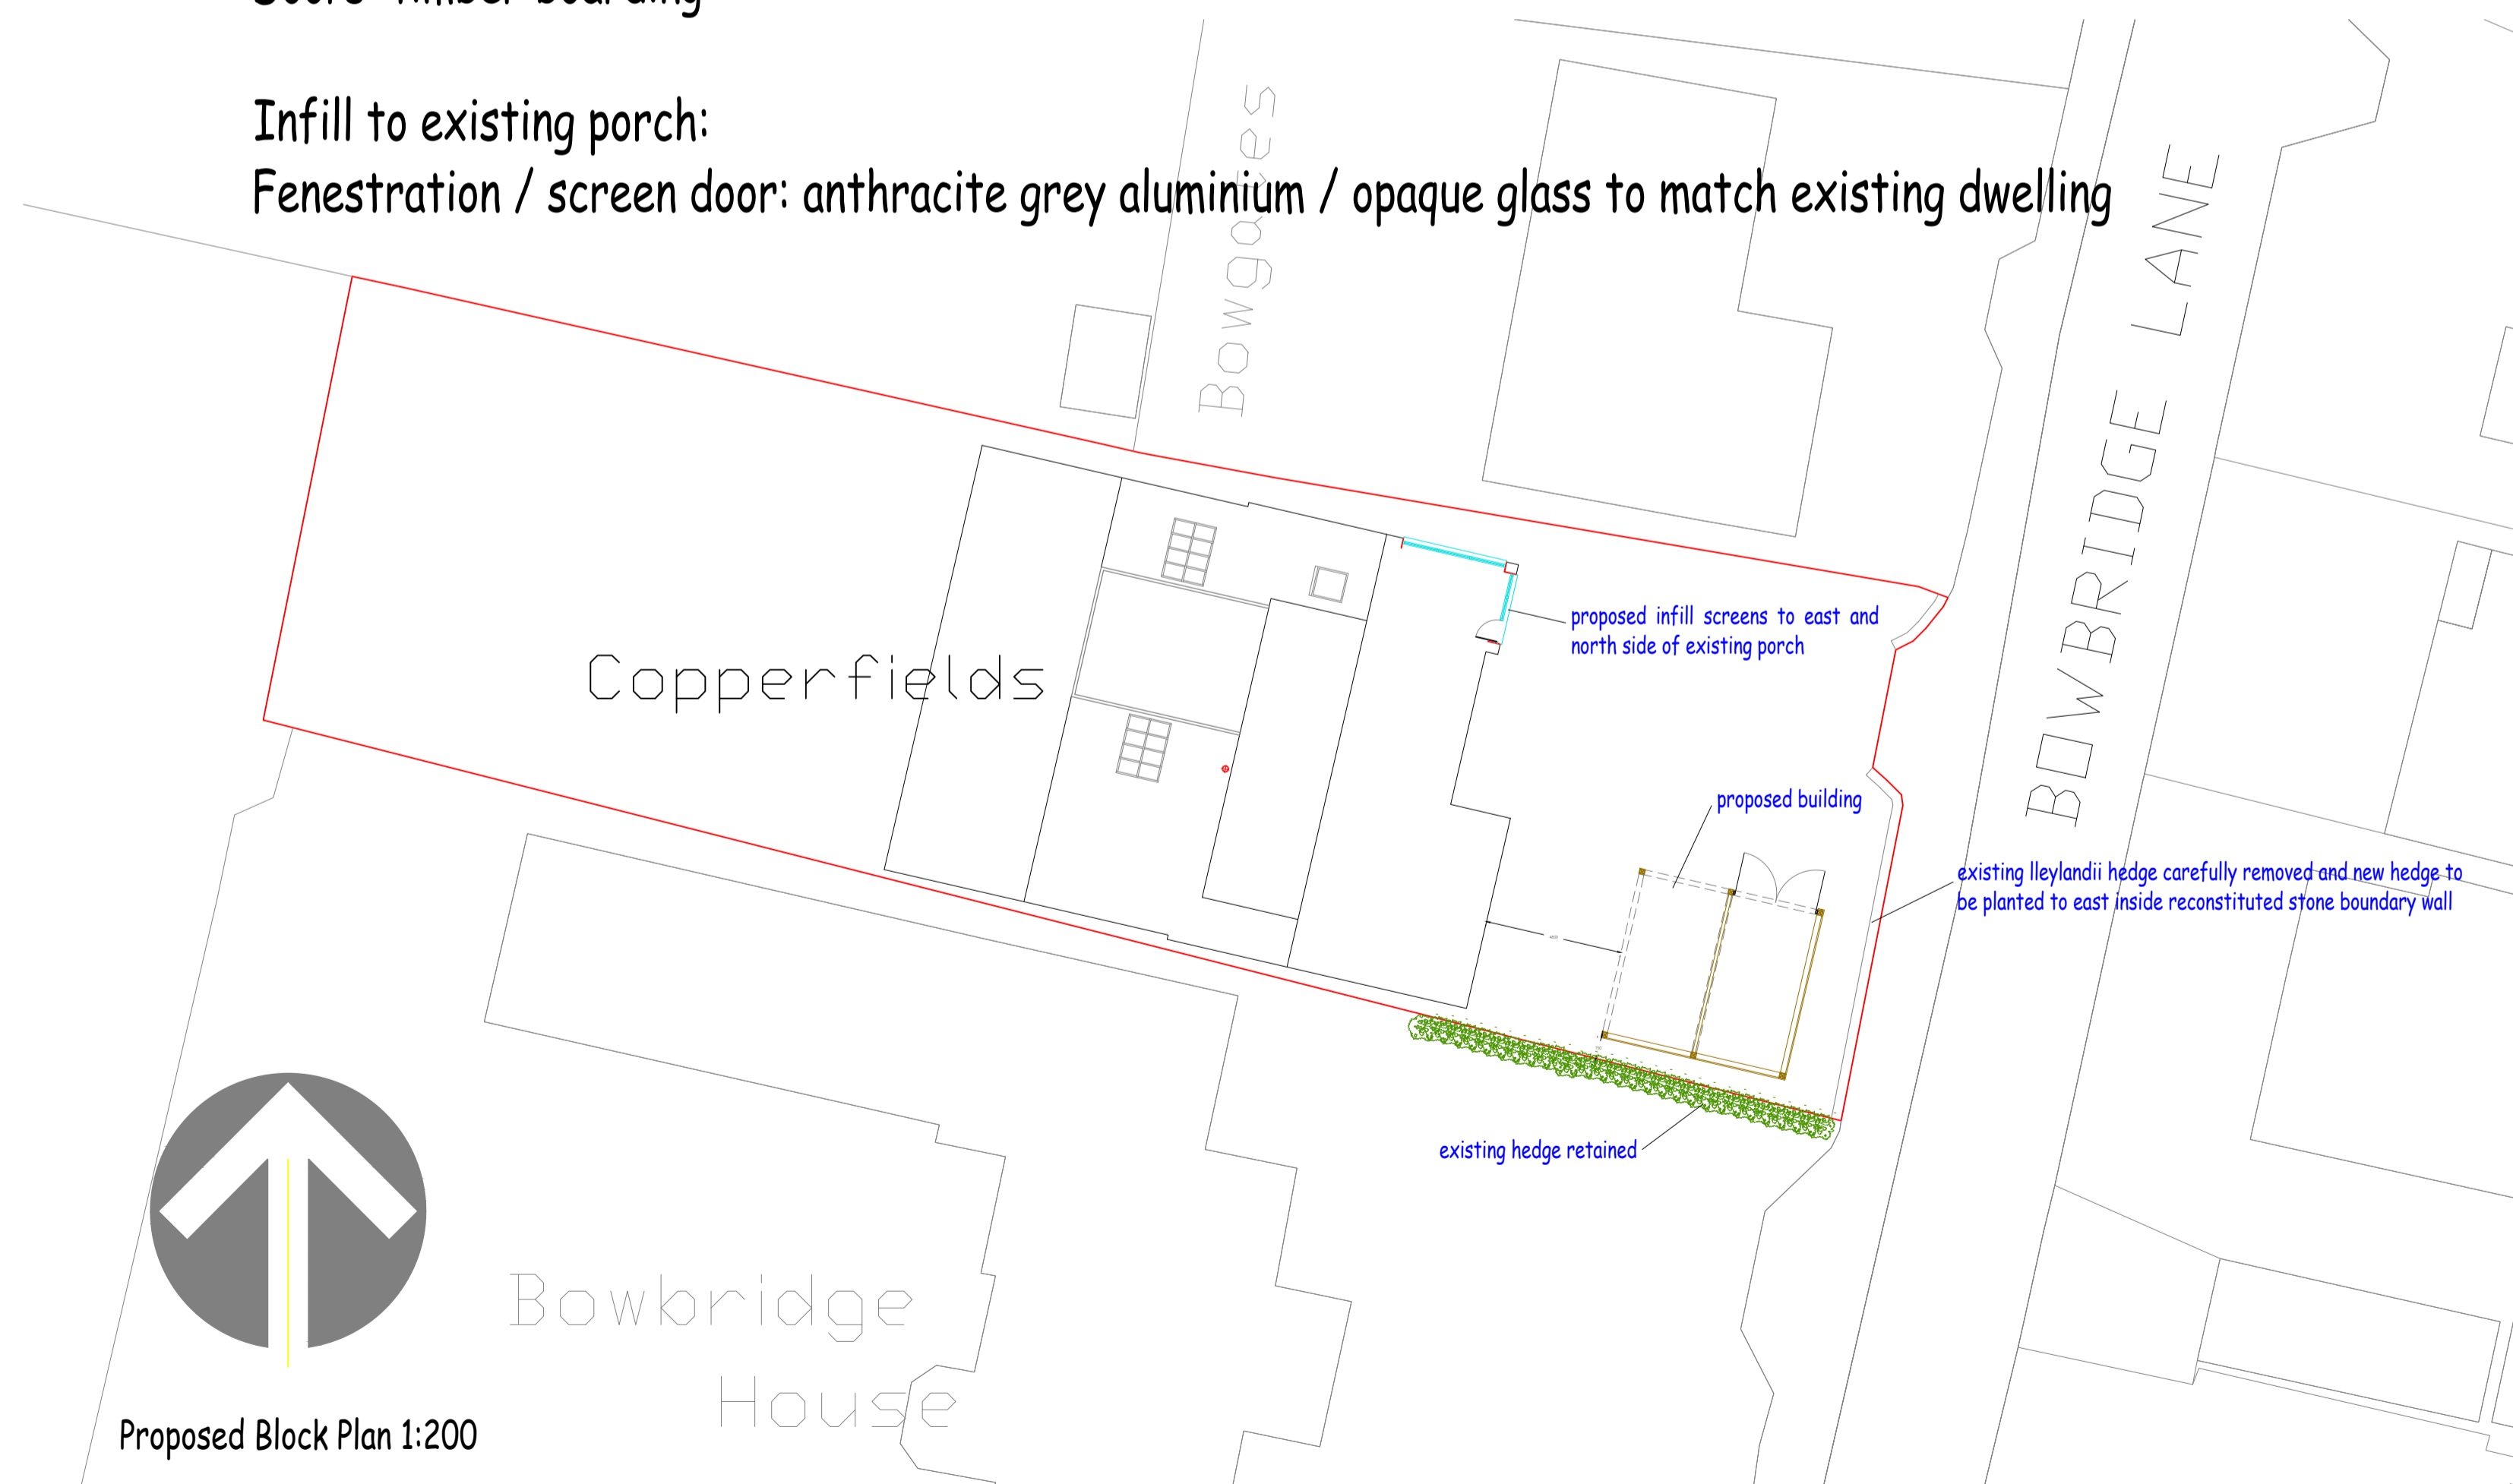 Infill to existing porch:
Fenestration / screen door: anthracite grey aluminium / opaque glass to match existing dwelling
Bowgates
BOWBRIDGE LANE
Copperfields
proposed infill screens to east and
north side of existing porch
proposed building
existing lleylandii hedge carefully removed and new hedge to
be planted to east inside reconstituted stone boundary wall
existing hedge retained
Bowbridge
House
Proposed Block Plan 1:200